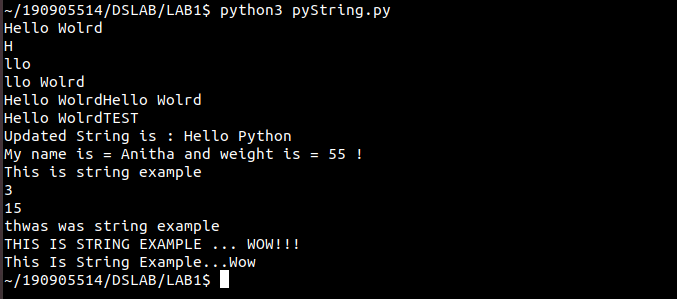 ~/190905514/DSLAB/LAB1$ python3 pyString.py
Hello Wolrd
H
llo
llo Wolrd
Hello WolrdHello Wolrd
Hello WolrdTEST
Updated String is : Hello Python
My name is = Anitha and weight is = 55 !
This is string example
3
15
thwas was string example
THIS IS STRING EXAMPLE ... WOW!!!
This Is String Example...Wow
~/190905514/DSLAB/LAB1$